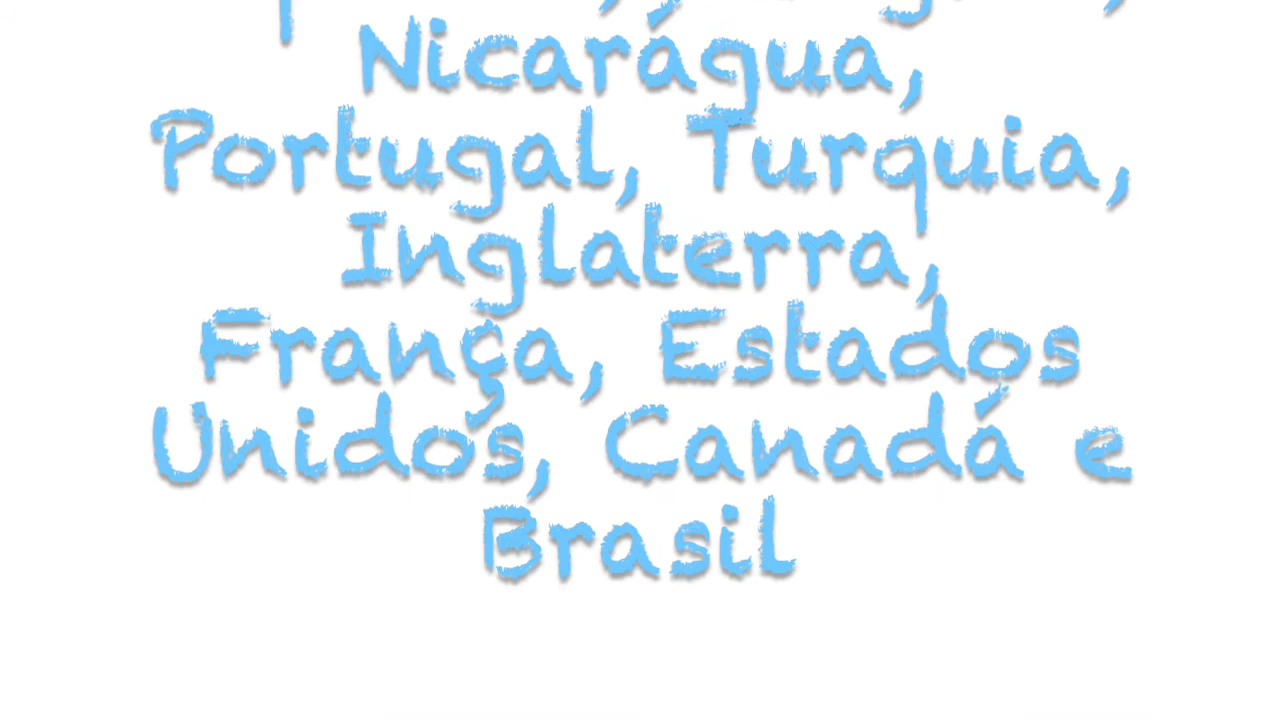 Nicarágua,
Portugal, Turquia,
Inglaterra,
França, Estados
Unidos, Canadá e
Brasil